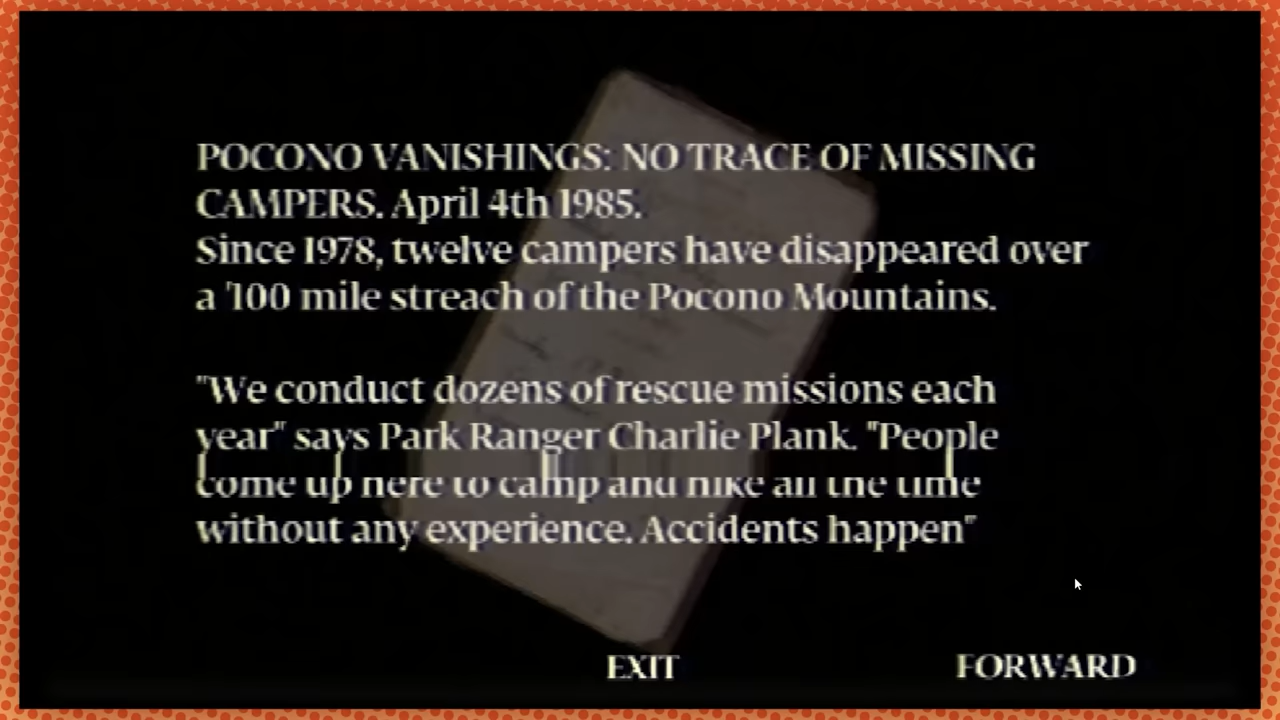 POCONO VANISHINGS: NO TRACE OF MISSING
CAMPERS. April 4th 1985.
Since 1978, twelve campers have disappeared over
a '100 mile streach of the Pocono Mountains.
"We conduct dozens of rescue missions each
year" says Park Ranger Charlie Plank. "People
come up here to camp and hike all the time
without any experience. Accidents happen"
EXIT
FORWARD